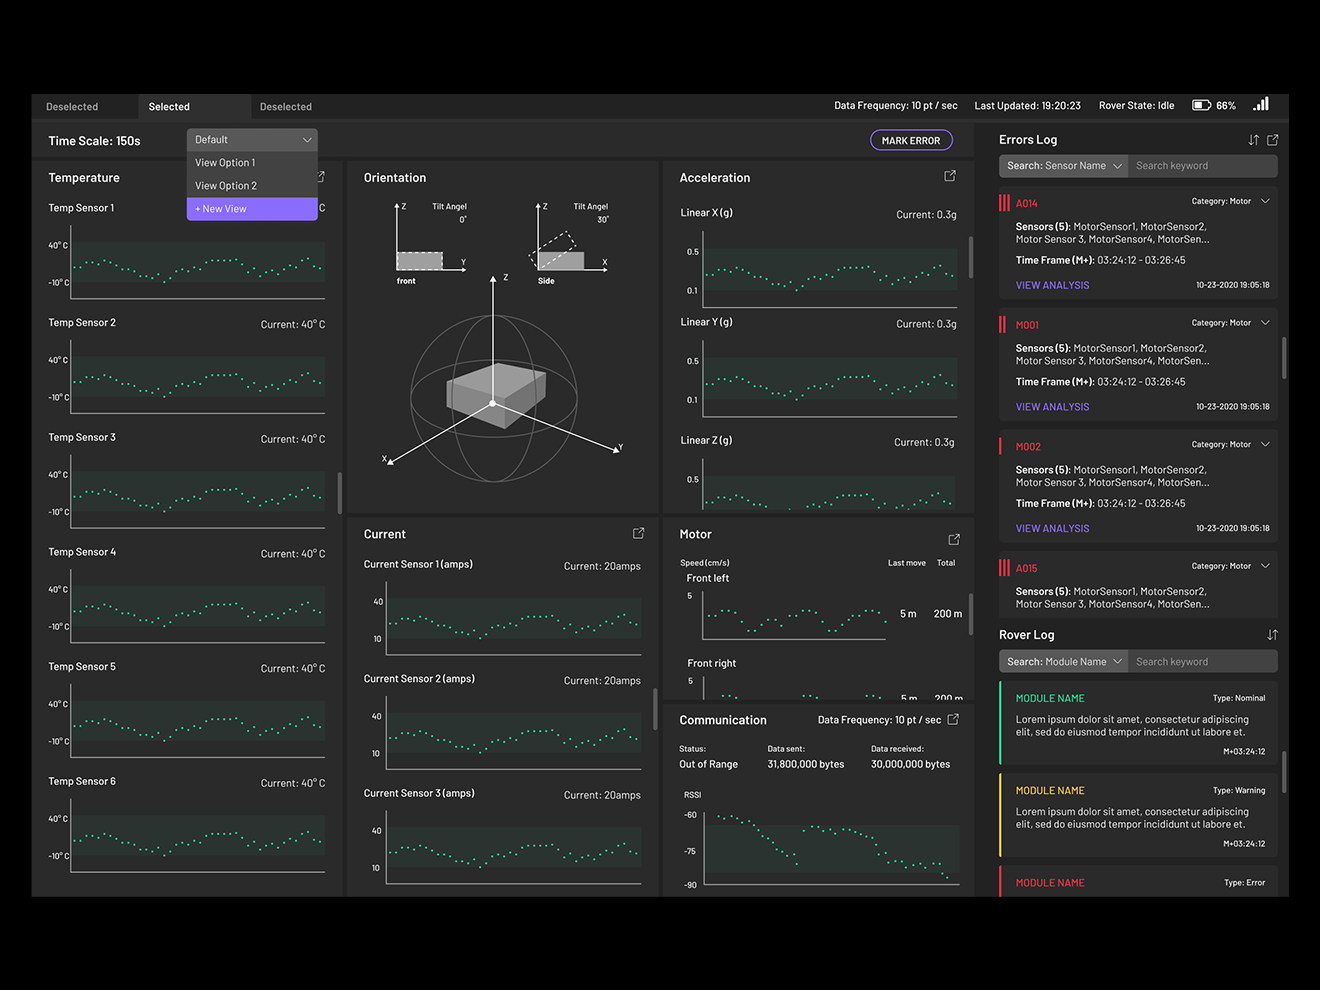 Deselected
Selected
Deselected
Data Frequency: 10 pt / sec
Last Updated: 19:20:23
Rover State: Idle
66%
Time Scale: 150s
Default
View Option 1
View Option 2
+ New View
MARK ERROR
Temperature
Temp Sensor 1
C
40° C
-10° C
Temp Sensor 2
Current: 40° C
40° C
-10° C
Temp Sensor 3
Current: 40° C
40° C
-10° C
Temp Sensor 4
Current: 40° C
40° C
-10° C
Temp Sensor 5
Current: 40° C
40° C
-10° C
Temp Sensor 6
Current: 40° C
40° C
-10° C
Orientation
Z
Tilt Angel
0°
Y
front
Z
Tilt Angel
30°
X
Side
Z
X
Y
Current
Current Sensor 1 (amps)
Current: 20amps
40
10
Current Sensor 2 (amps)
Current: 20amps
40
10
Current Sensor 3 (amps)
Current: 20amps
40
10
Acceleration
Linear X (g)
Current: 0.3g
0.5
0.1
Linear Y (g)
Current: 0.3g
0.5
0.1
Linear Z (g)
Current: 0.3g
0.5
Motor
Speed (cm/s)
Last move
Total
Front left
5
5 m
200 m
Front right
5
5 m
200 m
Communication
Data Frequency: 10 pt / sec
Status:
Data sent:
Data received:
Out of Range
31,800,000 bytes
30,000,000 bytes
RSSI
-60
-75
-90
Errors Log
Search: Sensor Name
Search keyword
A014
Category: Motor
Sensors (5): MotorSensor1, MotorSensor2,
Motor Sensor 3, MotorSensor4, MotorSen...
Time Frame (M+): 03:24:12 - 03:26:45
VIEW ANALYSIS
10-23-2020 19:05:18
M001
Category: Motor
Sensors (5): MotorSensor1, MotorSensor2,
Motor Sensor 3, MotorSensor4, MotorSen...
Time Frame (M+): 03:24:12 - 03:26:45
VIEW ANALYSIS
10-23-2020 19:05:18
M002
Category: Motor
Sensors (5): MotorSensor1, MotorSensor2,
Motor Sensor 3, MotorSensor4, MotorSen...
Time Frame (M+): 03:24:12 - 03:26:45
VIEW ANALYSIS
10-23-2020 19:05:18
A015
Category: Motor
Sensors (5): MotorSensor1, MotorSensor2,
Motor Sensor 3, MotorSensor4, MotorSen...
Rover Log
Search: Module Name
Search keyword
MODULE NAME
Type: Nominal
Lorem ipsum dolor sit amet, consectetur adipiscing
elit, sed do eiusmod tempor incididunt ut labore et.
M+03:24:12
MODULE NAME
Type: Warning
Lorem ipsum dolor sit amet, consectetur adipiscing
elit, sed do eiusmod tempor incididunt ut labore et.
M+03:24:12
MODULE NAME
Type: Error